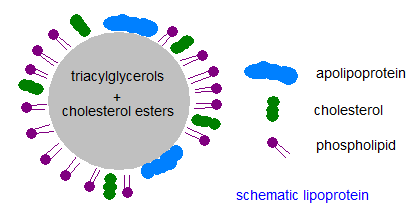 triacylglycerols
+
cholesterol esters
apolipoprotein
cholesterol
phospholipid
schematic lipoprotein